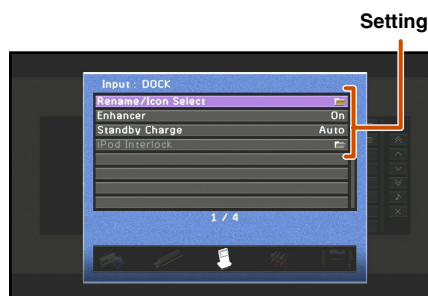 Setting
Input : DOCK
Rename/Icon Select
Enhancer On
Standby Charge Auto
iPod Interlock
1 / 4